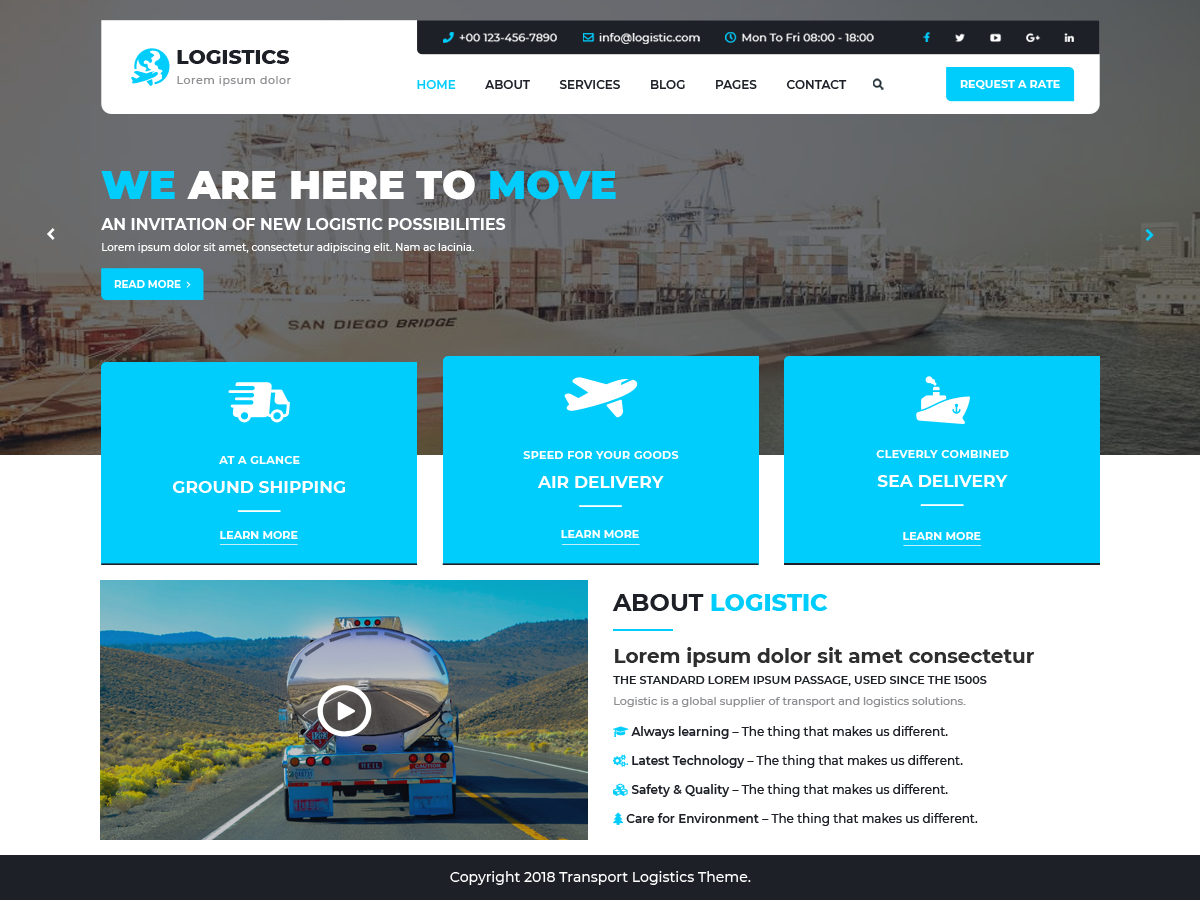 +00 123-456-7890 info@logistic.com Mon To Fri 08:00 - 18:00
LOGISTICS
Lorem ipsum dolor
HOME ABOUT SERVICES BLOG PAGES CONTACT REQUEST A RATE
WE ARE HERE TO MOVE
AN INVITATION OF NEW LOGISTIC POSSIBILITIES
Lorem ipsum dolor sit amet, consectetur adipiscing elit. Nam ac lacinia.
READ MORE
SAN DIEGO BRIDGE
AT A GLANCE
GROUND SHIPPING
LEARN MORE
SPEED FOR YOUR GOODS
AIR DELIVERY
LEARN MORE
CLEVERLY COMBINED
SEA DELIVERY
LEARN MORE
HEIL
CAUTION
1203
ABOUT LOGISTIC
Lorem ipsum dolor sit amet consectetur
THE STANDARD LOREM IPSUM PASSAGE, USED SINCE THE 1500S
Logistic is a global supplier of transport and logistics solutions.
Always learning – The thing that makes us different.
Latest Technology – The thing that makes us different.
Safety & Quality – The thing that makes us different.
Care for Environment – The thing that makes us different.
Copyright 2018 Transport Logistics Theme.